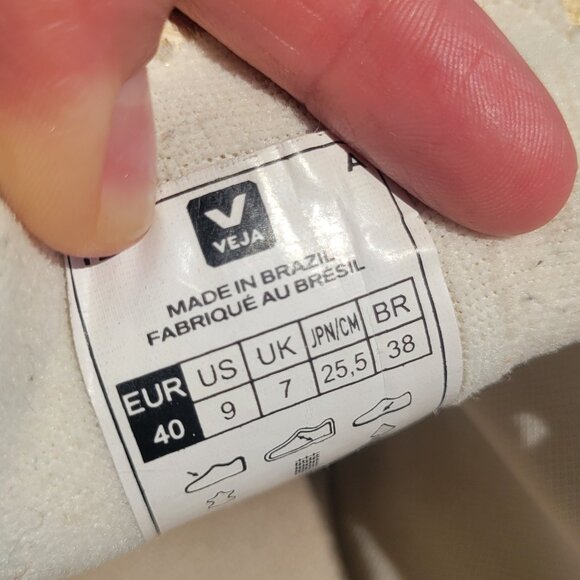 V
VEJA
MADE IN BRAZIL
FABRIQUÉ AU BRÉSIL
EUR US UK JPN/CM BR
40 9 7 25,5 38